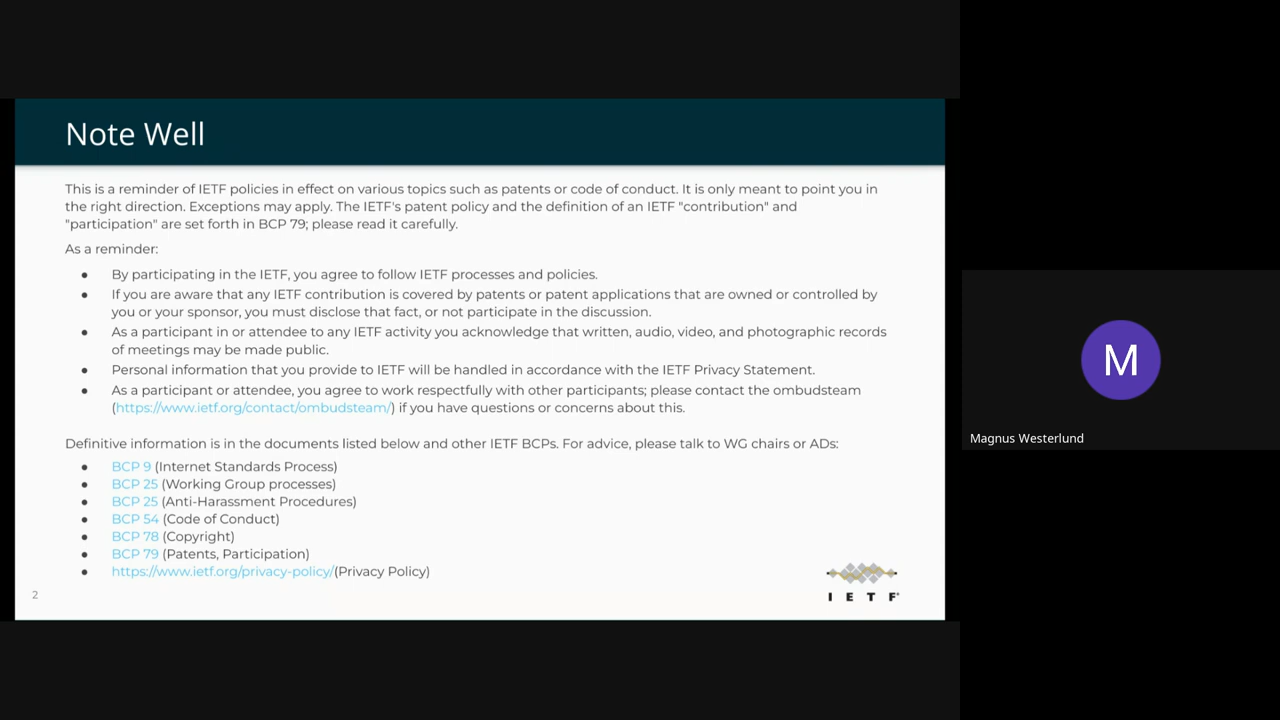 Note Well
This is a reminder of IETF policies in effect on various topics such as patents or code of conduct. It is only meant to point you in
the right direction. Exceptions may apply. The IETF's patent policy and the definition of an IETF "contribution" and
"participation" are set forth in BCP 79; please read it carefully.
As a reminder:
● By participating in the IETF, you agree to follow IETF processes and policies.
● If you are aware that any IETF contribution is covered by patents or patent applications that are owned or controlled by
you or your sponsor, you must disclose that fact, or not participate in the discussion.
● As a participant in or attendee to any IETF activity you acknowledge that written, audio, video, and photographic records
of meetings may be made public.
● Personal information that you provide to IETF will be handled in accordance with the IETF Privacy Statement.
● As a participant or attendee, you agree to work respectfully with other participants; please contact the ombudsteam
(https://www.ietf.org/contact/ombudsteam/) if you have questions or concerns about this.
Definitive information is in the documents listed below and other IETF BCPs. For advice, please talk to WG chairs or ADs:
● BCP 9 (Internet Standards Process)
● BCP 25 (Working Group processes)
● BCP 25 (Anti-Harassment Procedures)
● BCP 54 (Code of Conduct)
● BCP 78 (Copyright)
● BCP 79 (Patents, Participation)
● https://www.ietf.org/privacy-policy/(Privacy Policy)
2
I E T F®
M
Magnus Westerlund